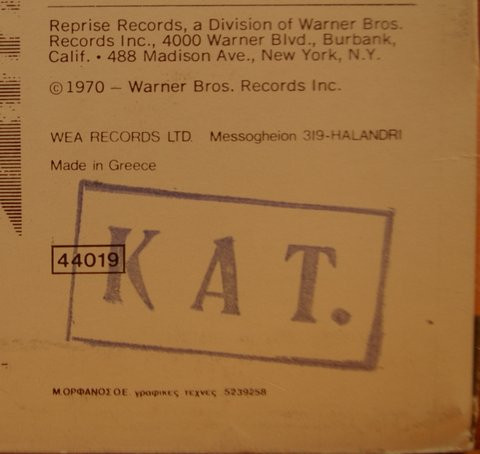 Reprise Records, a Division of Warner Bros.
Records Inc., 4000 Warner Blvd., Burbank,
Calif. • 488 Madison Ave., New York, N.Y.
© 1970 – Warner Bros. Records Inc.
WEA RECORDS LTD. Messogheion 319-HALANDRI
Made in Greece
ΚΑΤ.
44019
Μ.ΟΡΦΑΝΟΣ Ο.Ε. γραφικες τεχνες 5239258